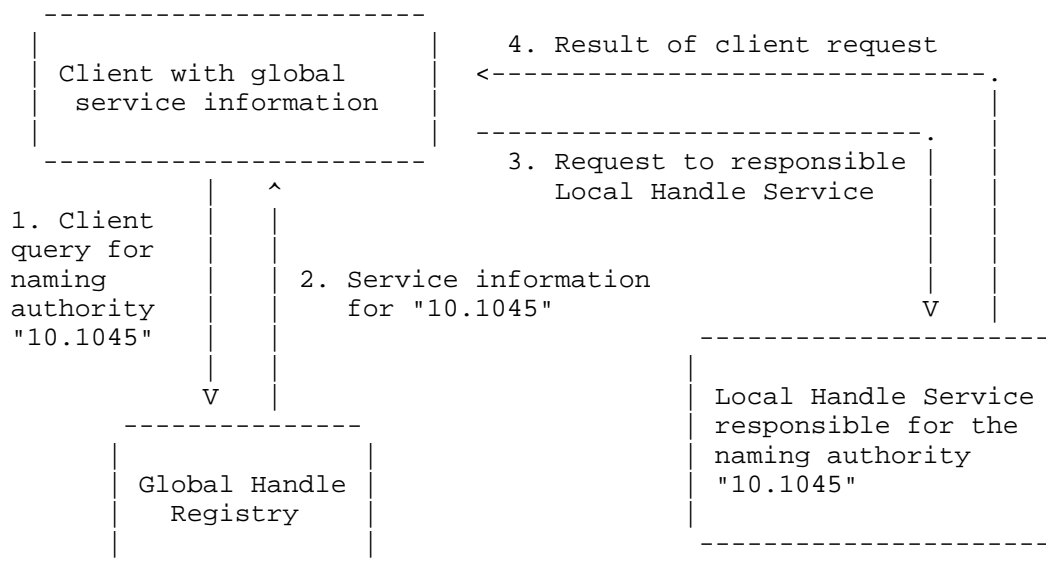 4. Result of client request
Client with global
service information
3. Request to responsible
Local Handle Service
1. Client
query for
naming
authority
"10.1045"
2. Service information
for "10.1045"
Local Handle Service
responsible for the
naming authority
"10.1045"
Global Handle
Registry